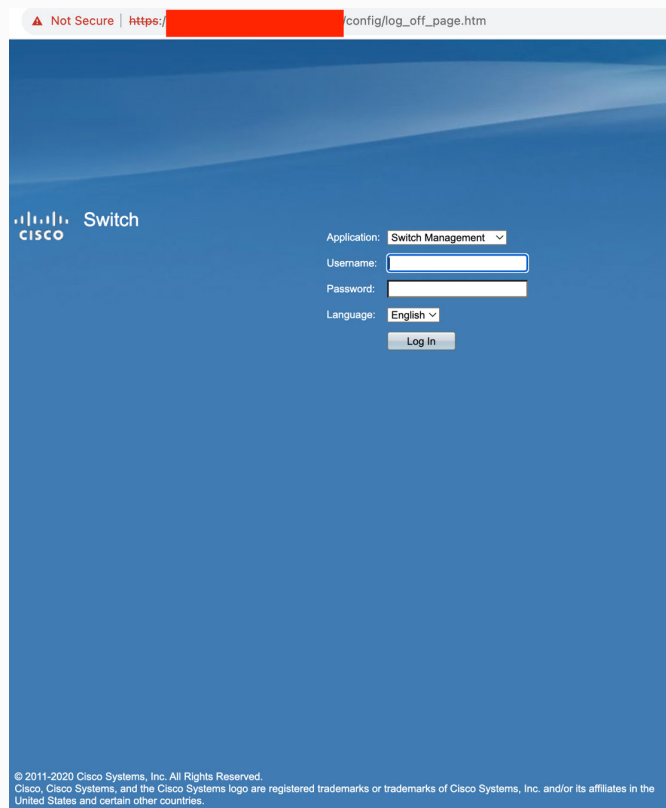 Not Secure | https:/ /config/log_off_page.htm
CISCO Switch
Application: Switch Management
Username:
Password:
Language: English
Log In
© 2011-2020 Cisco Systems, Inc. All Rights Reserved.
Cisco, Cisco Systems, and the Cisco Systems logo are registered trademarks or trademarks of Cisco Systems, Inc. and/or its affiliates in the
United States and certain other countries.